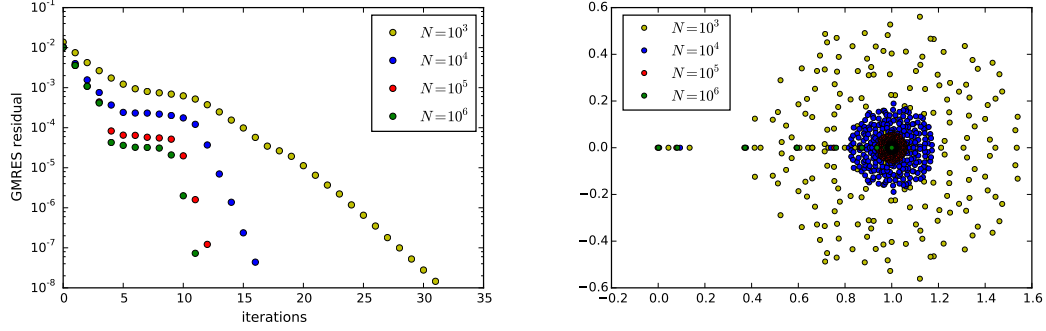 10^-1
10^-2
10^-3
10^-4
10^-5
10^-6
10^-7
10^-8
GMRES residual
0 5 10 15 20 25 30 35
iterations
N=10^3
N=10^4
N=10^5
N=10^6
0.6
0.4
0.2
0.0
−0.2
−0.4
−0.6
−0.2 0.0 0.2 0.4 0.6 0.8 1.0 1.2 1.4 1.6
N=10^3
N=10^4
N=10^5
N=10^6